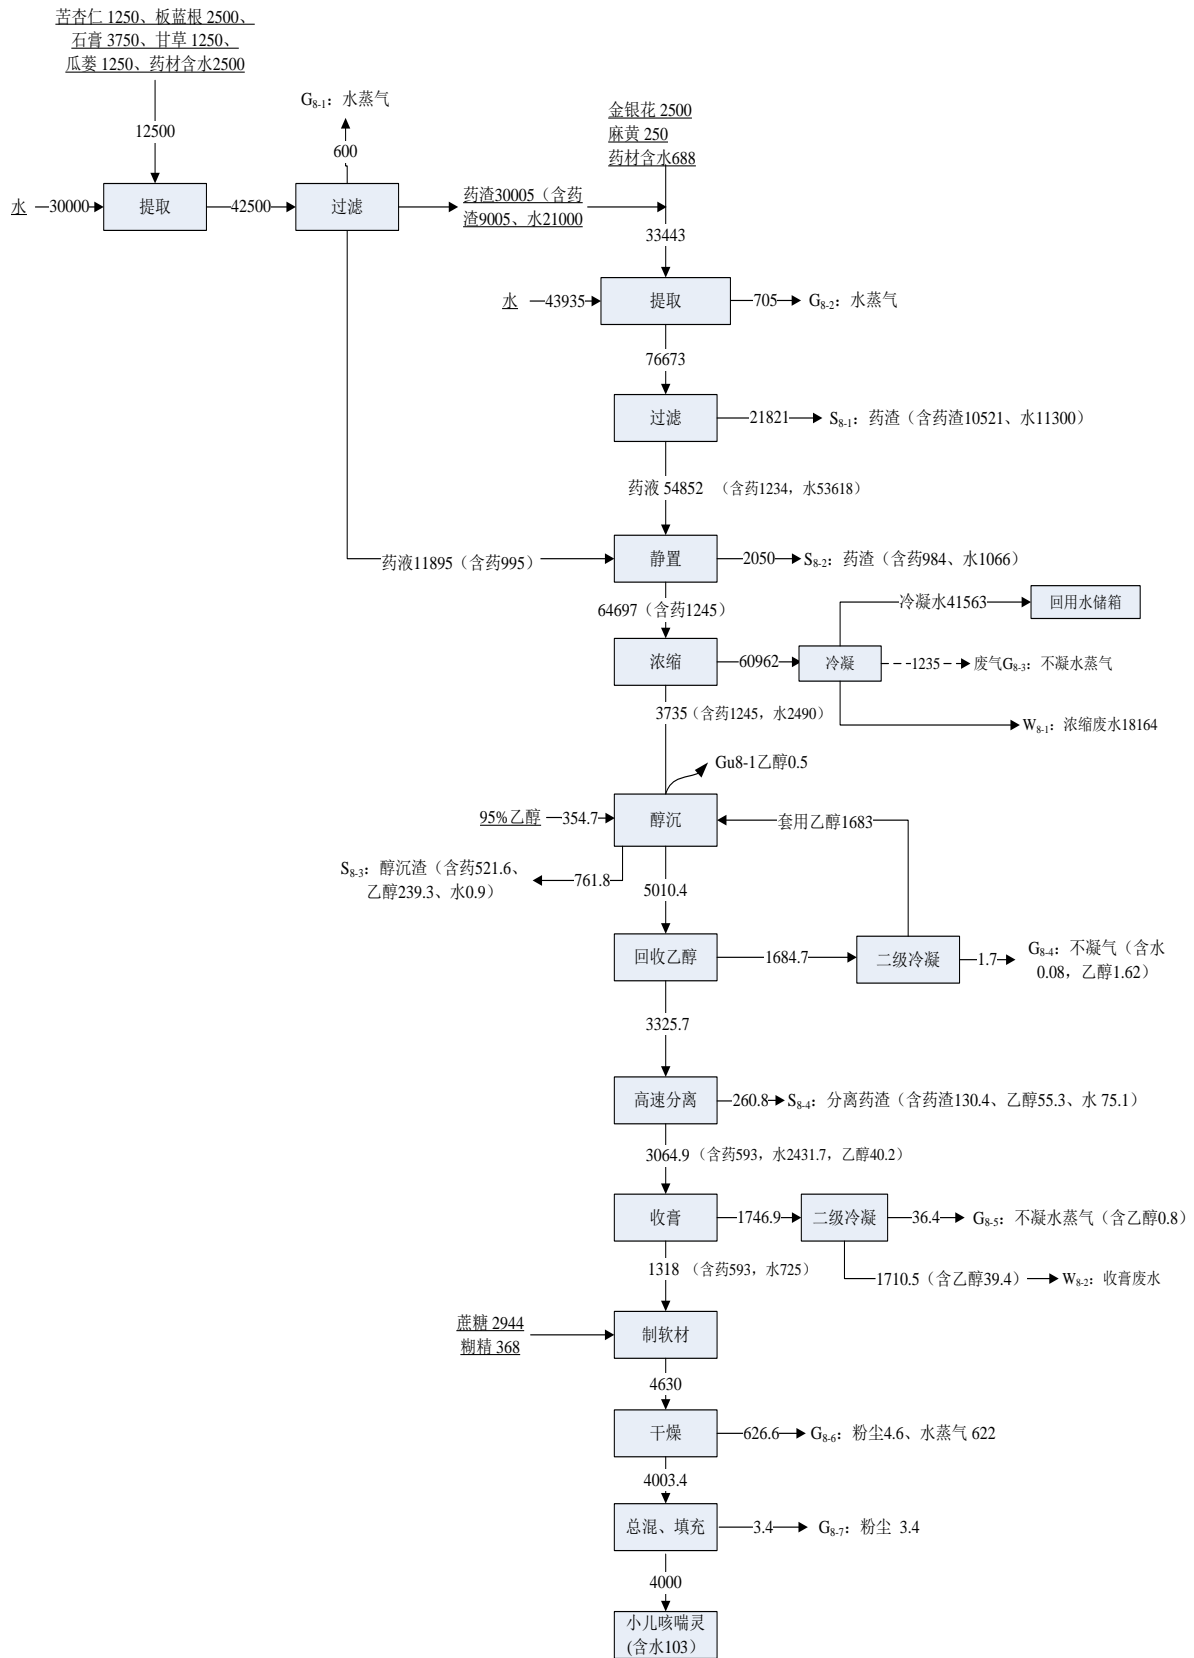 苦杏仁 1250、板蓝根 2500、
石膏 3750、甘草 1250、
瓜蒌 1250、药材含水2500
12500
G8-1：水蒸气
600
金银花 2500
麻黄 250
药材含水688
水
30000
提取
42500
过滤
药渣30005（含药
渣9005、水21000
33443
水
43935
提取
705
G8-2：水蒸气
76673
过滤
21821
S8-1：药渣（含药渣10521、水11300）
药液 54852 （含药1234，水53618）
药液11895（含药995）
静置
2050
S8-2：药渣（含药984、水1066）
64697（含药1245）
冷凝水41563
回用水储箱
浓缩
60962
冷凝
1235
废气G8-3：不凝水蒸气
3735（含药1245，水2490）
W8-1：浓缩废水18164
Gu8-1乙醇0.5
95%乙醇
354.7
醇沉
套用乙醇1683
S8-3：醇沉渣（含药521.6、
乙醇239.3、水0.9）
761.8
5010.4
回收乙醇
1684.7
二级冷凝
1.7
G8-4：不凝气（含水
0.08，乙醇1.62）
3325.7
高速分离
260.8
S8-4：分离药渣（含药渣130.4、乙醇55.3、水 75.1）
3064.9（含药593，水2431.7，乙醇40.2）
收膏
1746.9
二级冷凝
36.4
G8-5：不凝水蒸气（含乙醇0.8）
1318 （含药593，水725）
1710.5（含乙醇39.4）
W8-2：收膏废水
蔗糖 2944
糊精 368
制软材
4630
干燥
626.6
G8-6：粉尘4.6、水蒸气 622
4003.4
总混、填充
3.4
G8-7：粉尘 3.4
4000
小儿咳喘灵
(含水103）